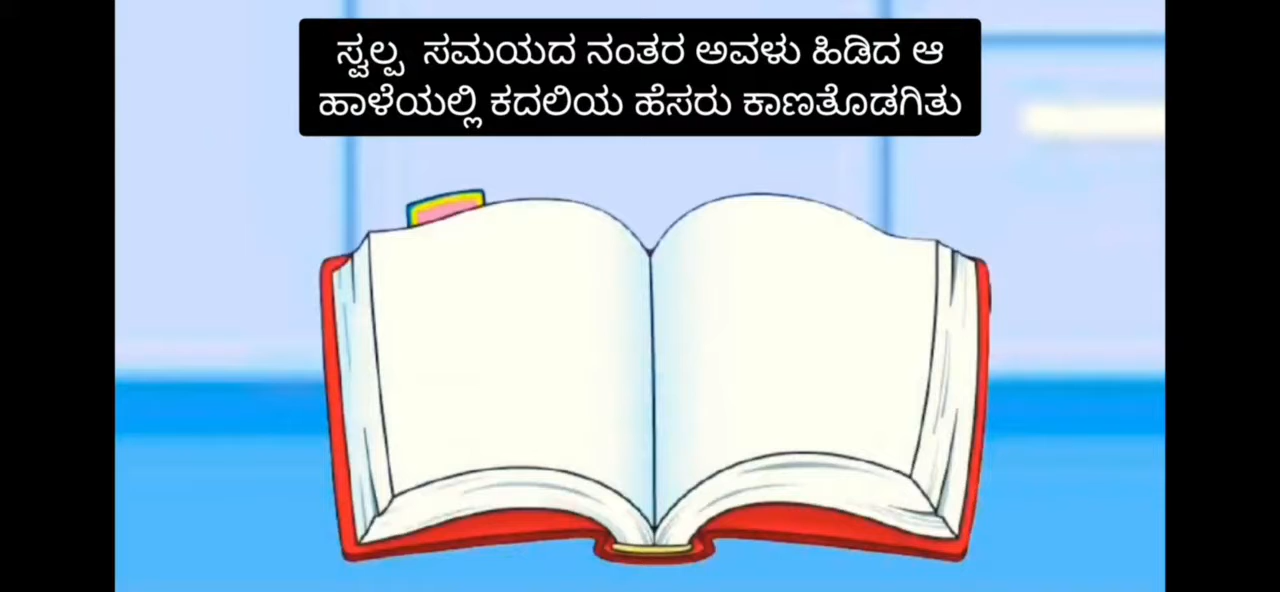 ಸ್ವಲ್ಪ ಸಮಯದ ನಂತರ ಅವಳು ಹಿಡಿದ ಆ
ಹಾಳೆಯಲ್ಲಿ ಕದಲಿಯ ಹೆಸರು ಕಾಣತೊಡಗಿತು